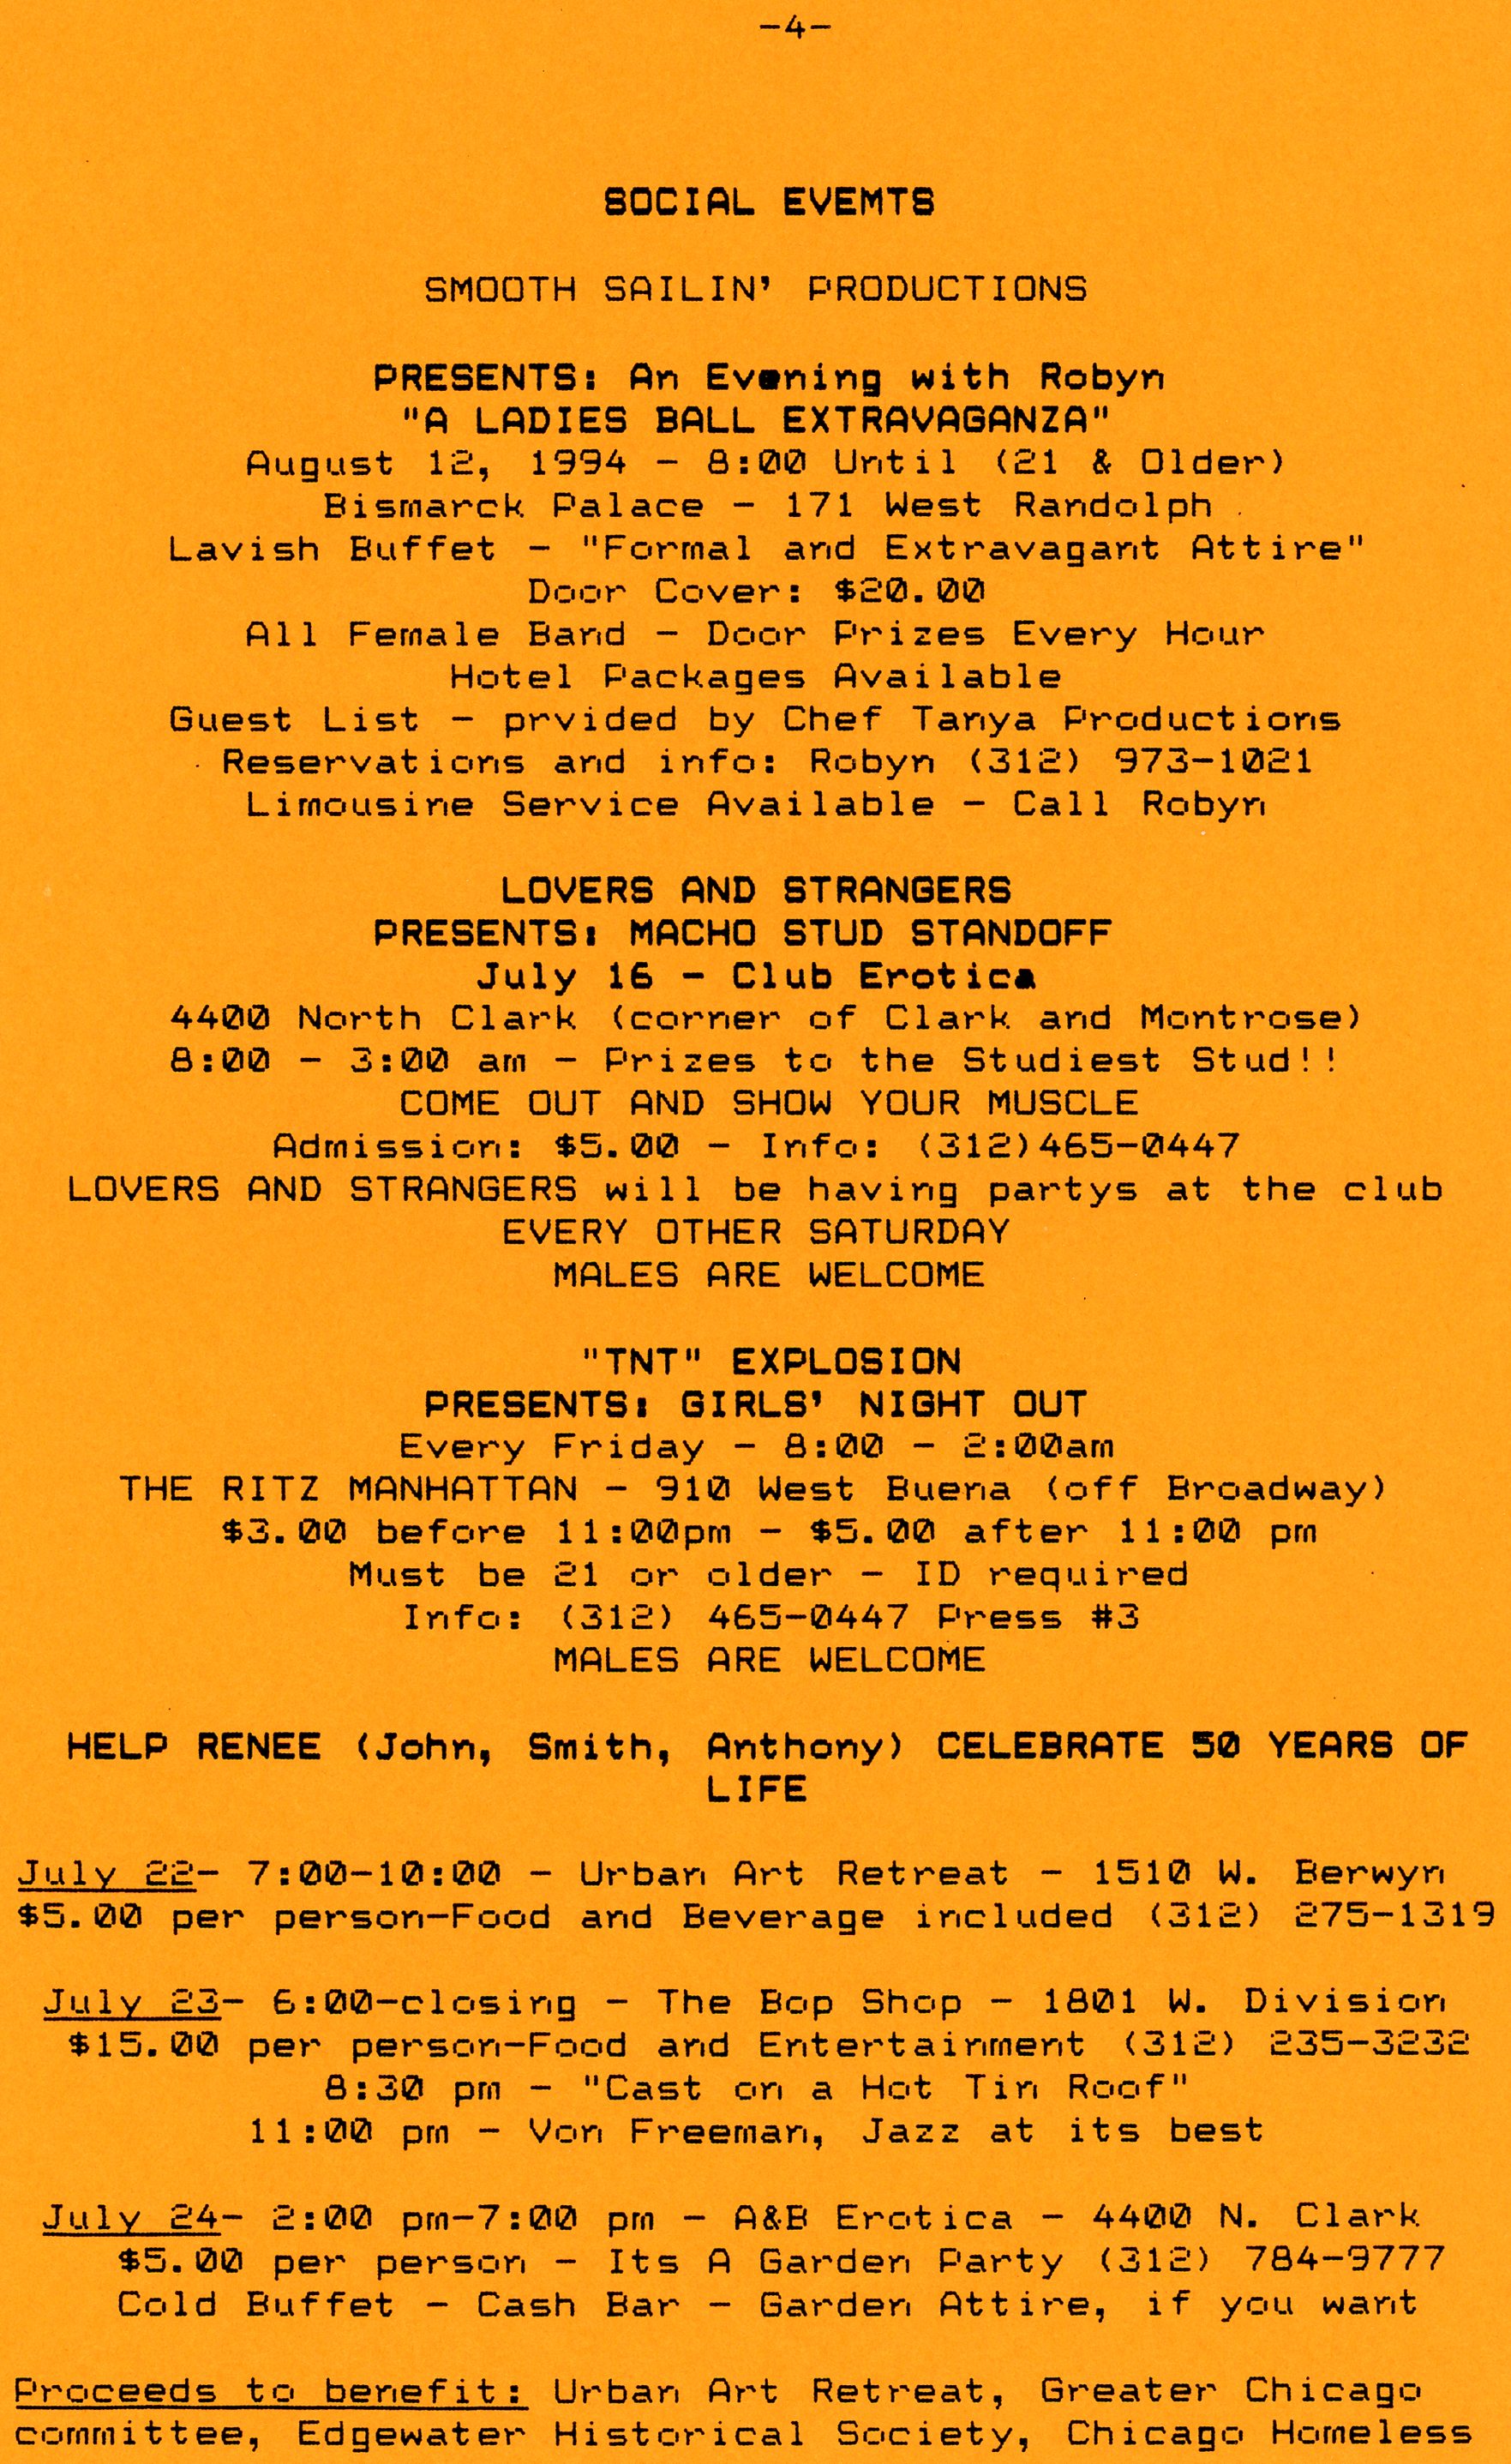 -4-
SOCIAL EVEMTS
SMOOTH SAILIN' PRODUCTIONS
PRESENTS: An Evening with Robyn
"A LADIES BALL EXTRAVAGANZA"
August 12, 1994 - 8:00 Until (21 & Older)
Bismarck Palace - 171 West Randolph
Lavish Buffet - "Formal and Extravagant Attire"
Door Cover: $20.00
All Female Band - Door Prizes Every Hour
Hotel Packages Available
Guest List - prvided by Chef Tanya Productions
Reservations and info: Robyn (312) 973-1021
Limousine Service Available - Call Robyn
LOVERS AND STRANGERS
PRESENTS: MACHO STUD STANDOFF
July 16 - Club Erotica
4400 North Clark (corner of Clark and Montrose)
8:00 - 3:00 am - Prizes to the Studiest Stud!!
COME OUT AND SHOW YOUR MUSCLE
Admission: $5.00 - Info: (312)465-0447
LOVERS AND STRANGERS will be having partys at the club
EVERY OTHER SATURDAY
MALES ARE WELCOME
"TNT" EXPLOSION
PRESENTS: GIRLS' NIGHT OUT
Every Friday - 8:00 - 2:00am
THE RITZ MANHATTAN - 910 West Buena (off Broadway)
$3.00 before 11:00pm - $5.00 after 11:00 pm
Must be 21 or older - ID required
Info: (312) 465-0447 Press #3
MALES ARE WELCOME
HELP RENEE (John, Smith, Anthony) CELEBRATE 50 YEARS OF
LIFE
July 22- 7:00-10:00 - Urban Art Retreat - 1510 W. Berwyn
$5.00 per person-Food and Beverage included (312) 275-1319
July 23- 6:00-closing - The Bop Shop - 1801 W. Division
$15.00 per person-Food and Entertainment (312) 235-3232
8:30 pm - "Cast on a Hot Tin Roof"
11:00 pm - Von Freeman, Jazz at its best
July 24- 2:00 pm-7:00 pm - A&B Erotica - 4400 N. Clark
$5.00 per person - Its A Garden Party (312) 784-9777
Cold Buffet - Cash Bar - Garden Attire, if you want
Proceeds to benefit: Urban Art Retreat, Greater Chicago
committee, Edgewater Historical Society, Chicago Homeless